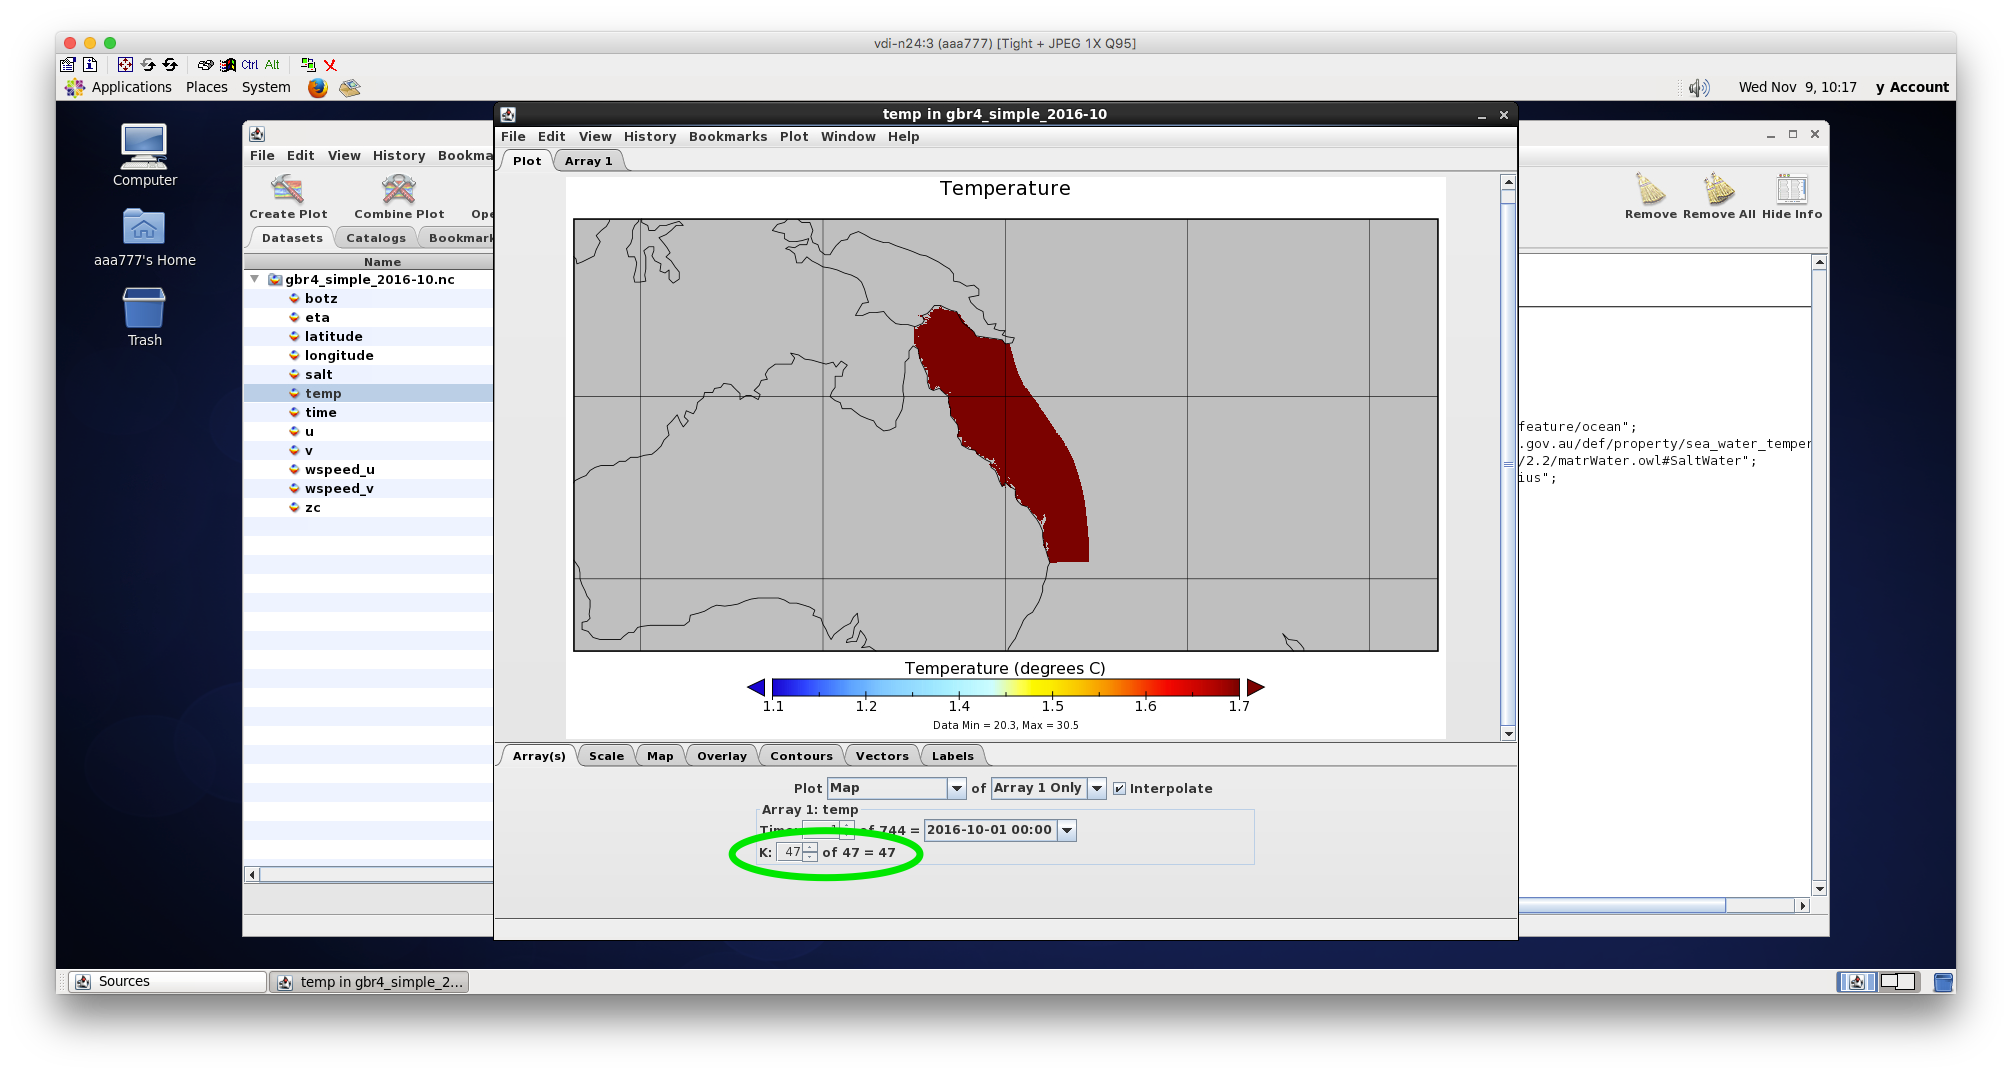 vdi-n24:3 (aaa777) [Tight + JPEG 1X Q95]
Ctrl Alt
Applications Places System
Wed Nov 9, 10:17 y Account
Computer
aaa777's Home
Trash
File Edit View History Bookma
Create Plot Combine Plot Ope
Datasets Catalogs Bookmark
Name
gbr4_simple_2016-10.nc
botz
eta
latitude
longitude
salt
temp
time
u
v
wspeed_u
wspeed_v
zc
temp in gbr4_simple_2016-10
File Edit View History Bookmarks Plot Window Help
Plot Array 1
Temperature
Temperature (degrees C)
1.1 1.2 1.4 1.5 1.6 1.7
Data Min = 20.3, Max = 30.5
Array(s) Scale Map Overlay Contours Vectors Labels
Plot Map of Array 1 Only Interpolate
Array 1: temp
Time: 1 of 744 = 2016-10-01 00:00
K: 47 of 47 = 47
Remove Remove All Hide Info
feature/ocean";
.gov.au/def/property/sea_water_temper
/2.2/matrWater.owl#SaltWater";
ius";
Sources
temp in gbr4_simple_2...